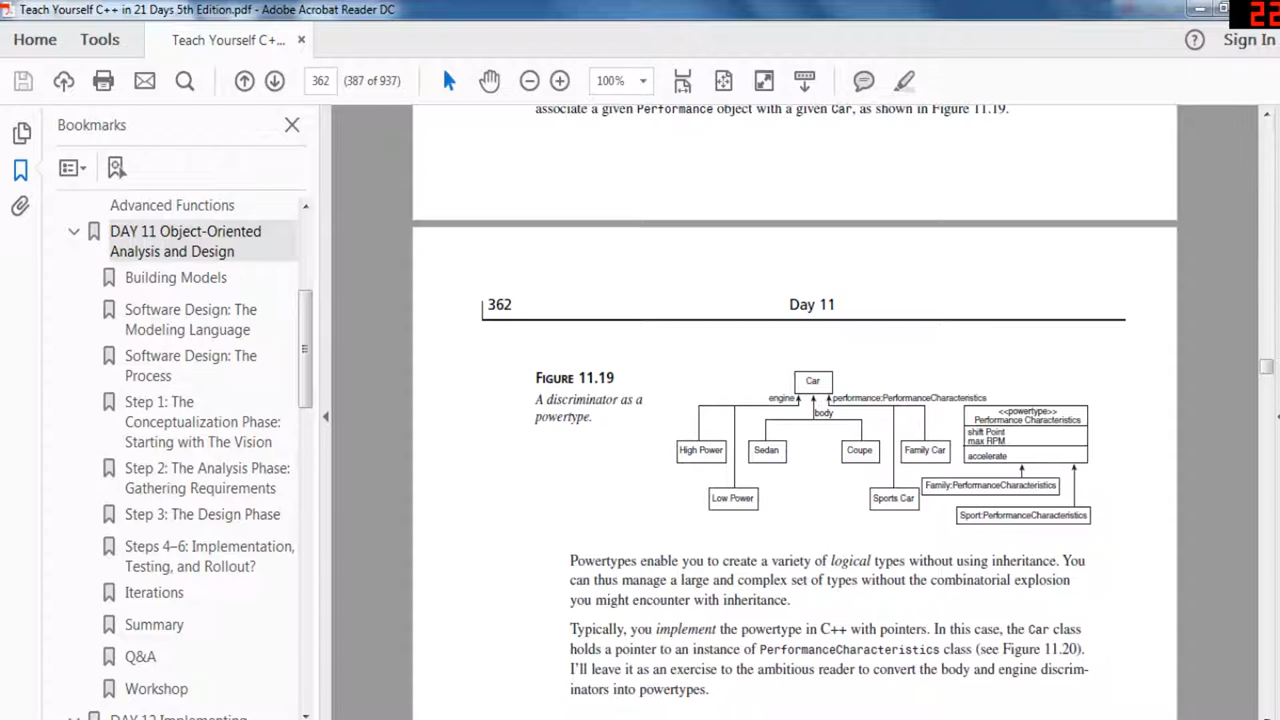 Teach Yourself C++ in 21 Days 5th Edition.pdf - Adobe Acrobat Reader DC
22
Home Tools Teach Yourself C+... × Sign In
362 (387 of 937) 100%
Bookmarks
Advanced Functions
DAY 11 Object-Oriented
Analysis and Design
Building Models
Software Design: The
Modeling Language
Software Design: The
Process
Step 1: The
Conceptualization Phase:
Starting with The Vision
Step 2: The Analysis Phase:
Gathering Requirements
Step 3: The Design Phase
Steps 4–6: Implementation,
Testing, and Rollout?
Iterations
Summary
Q&A
Workshop
DAY 12 Implementing
associate a given Performance object with a given Car, as shown in Figure 11.19.
362 Day 11
FIGURE 11.19
A discriminator as a
powertype.
Car
engine
performance:PerformanceCharacteristics
body
<<powertype>>
Performance Characteristics
shift Point
max RPM
accelerate
High Power
Sedan
Coupe
Family Car
Low Power
Sports Car
Family:PerformanceCharacteristics
Sport:PerformanceCharacteristics
Powertypes enable you to create a variety of logical types without using inheritance. You
can thus manage a large and complex set of types without the combinatorial explosion
you might encounter with inheritance.
Typically, you implement the powertype in C++ with pointers. In this case, the Car class
holds a pointer to an instance of PerformanceCharacteristics class (see Figure 11.20).
I'll leave it as an exercise to the ambitious reader to convert the body and engine discrim-
inators into powertypes.